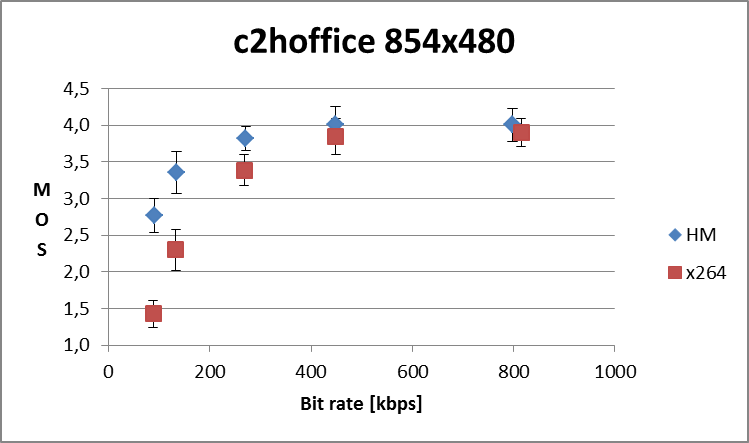 c2hoffice 854x480
4,5
4,0
3,5
3,0
2,5
2,0
1,5
1,0
M
O
S
0 200 400 600 800 1000
Bit rate [kbps]
HM
x264